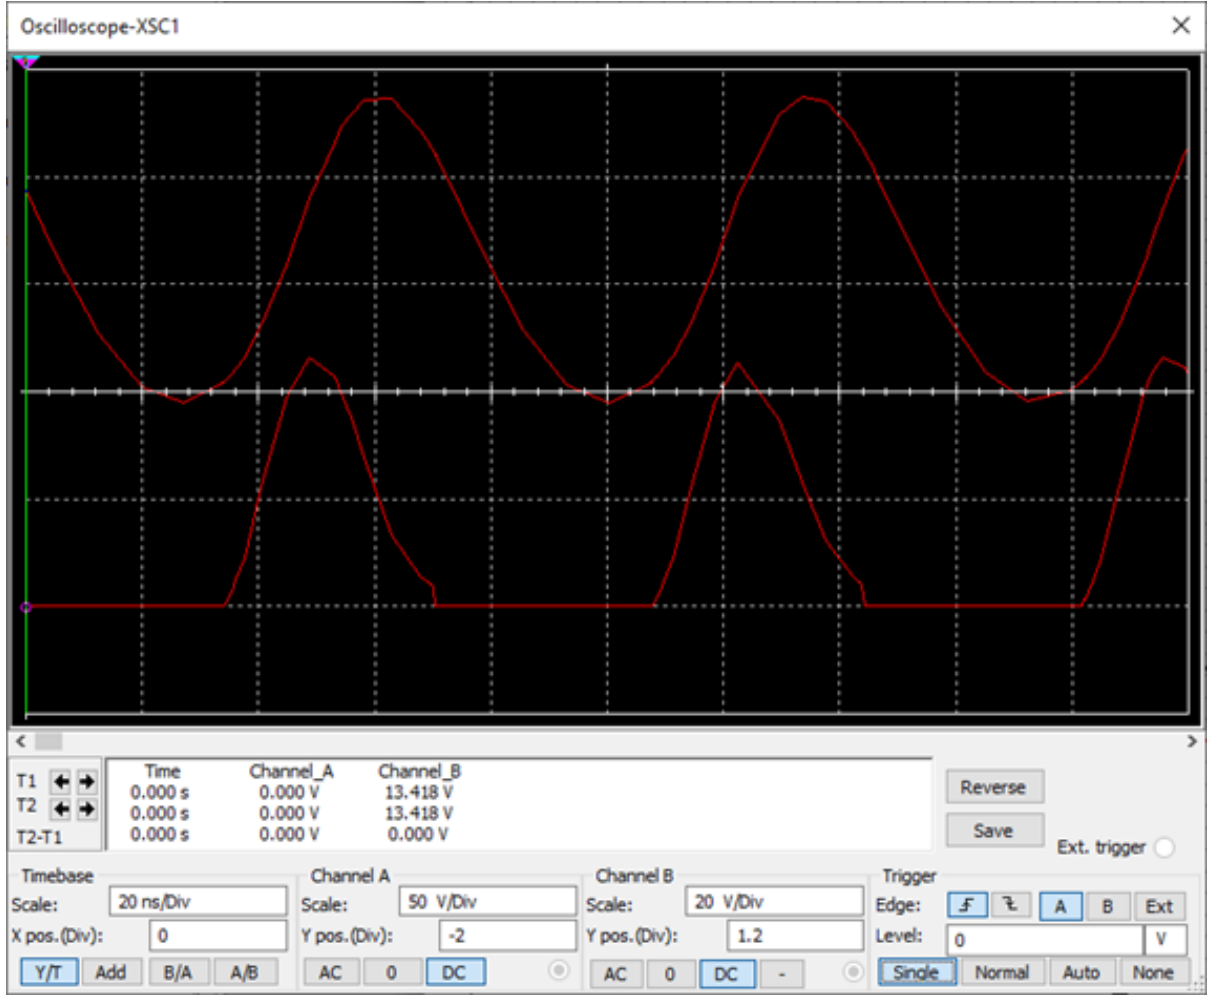 Oscilloscope-XSC1
Time Channel_A Channel_B
T1 0.000 s 0.000 V 13.418 V
T2 0.000 s 0.000 V 13.418 V
T2-T1 0.000 s 0.000 V 0.000 V
Reverse
Save
Ext. trigger
Timebase
Scale: 20 ns/Div
X pos.(Div): 0
Y/T Add B/A A/B
Channel A
Scale: 50 V/Div
Y pos.(Div): -2
AC 0 DC
Channel B
Scale: 20 V/Div
Y pos.(Div): 1.2
AC 0 DC -
Trigger
Edge: A B Ext
Level: 0 V
Single Normal Auto None